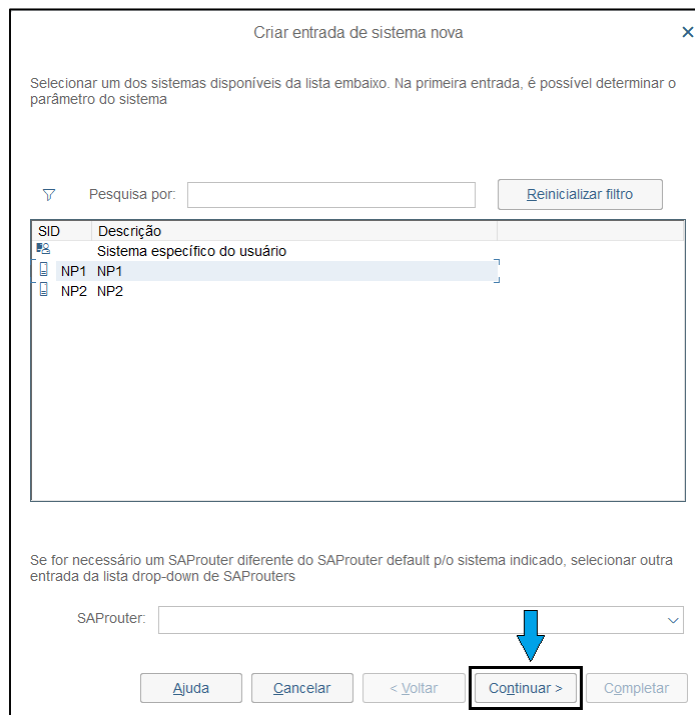 Criar entrada de sistema nova
Selecionar um dos sistemas disponíveis da lista embaixo. Na primeira entrada, é possível determinar o
parâmetro do sistema
Pesquisa por:
Reinicializar filtro
SID Descrição
Sistema específico do usuário
NP1 NP1
NP2 NP2
Se for necessário um SAProuter diferente do SAProuter default p/o sistema indicado, selecionar outra
entrada da lista drop-down de SAProuters
SAProuter:
Ajuda Cancelar < Voltar Continuar > Completar